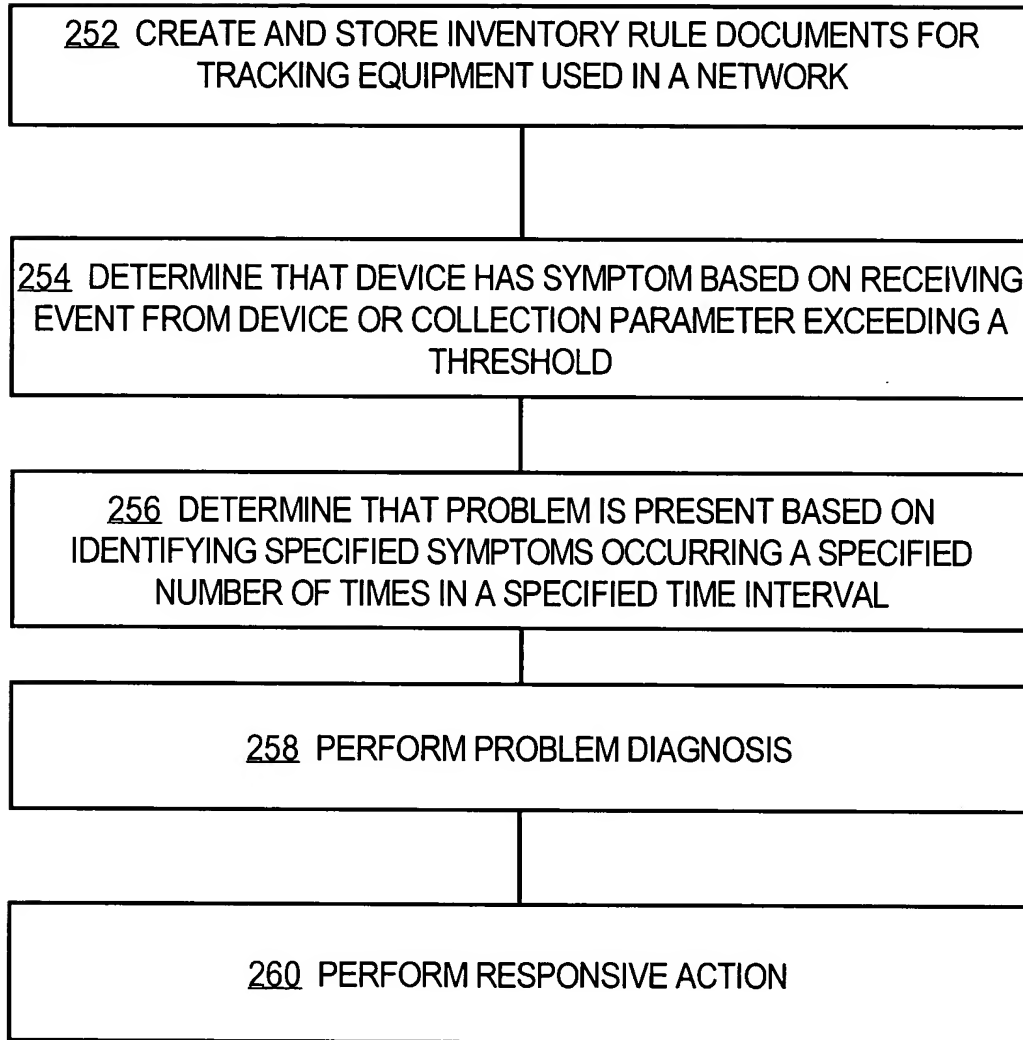 252 CREATE AND STORE INVENTORY RULE DOCUMENTS FOR
TRACKING EQUIPMENT USED IN A NETWORK
254 DETERMINE THAT DEVICE HAS SYMPTOM BASED ON RECEIVING
EVENT FROM DEVICE OR COLLECTION PARAMETER EXCEEDING A
THRESHOLD
256 DETERMINE THAT PROBLEM IS PRESENT BASED ON
IDENTIFYING SPECIFIED SYMPTOMS OCCURRING A SPECIFIED
NUMBER OF TIMES IN A SPECIFIED TIME INTERVAL
258 PERFORM PROBLEM DIAGNOSIS
260 PERFORM RESPONSIVE ACTION